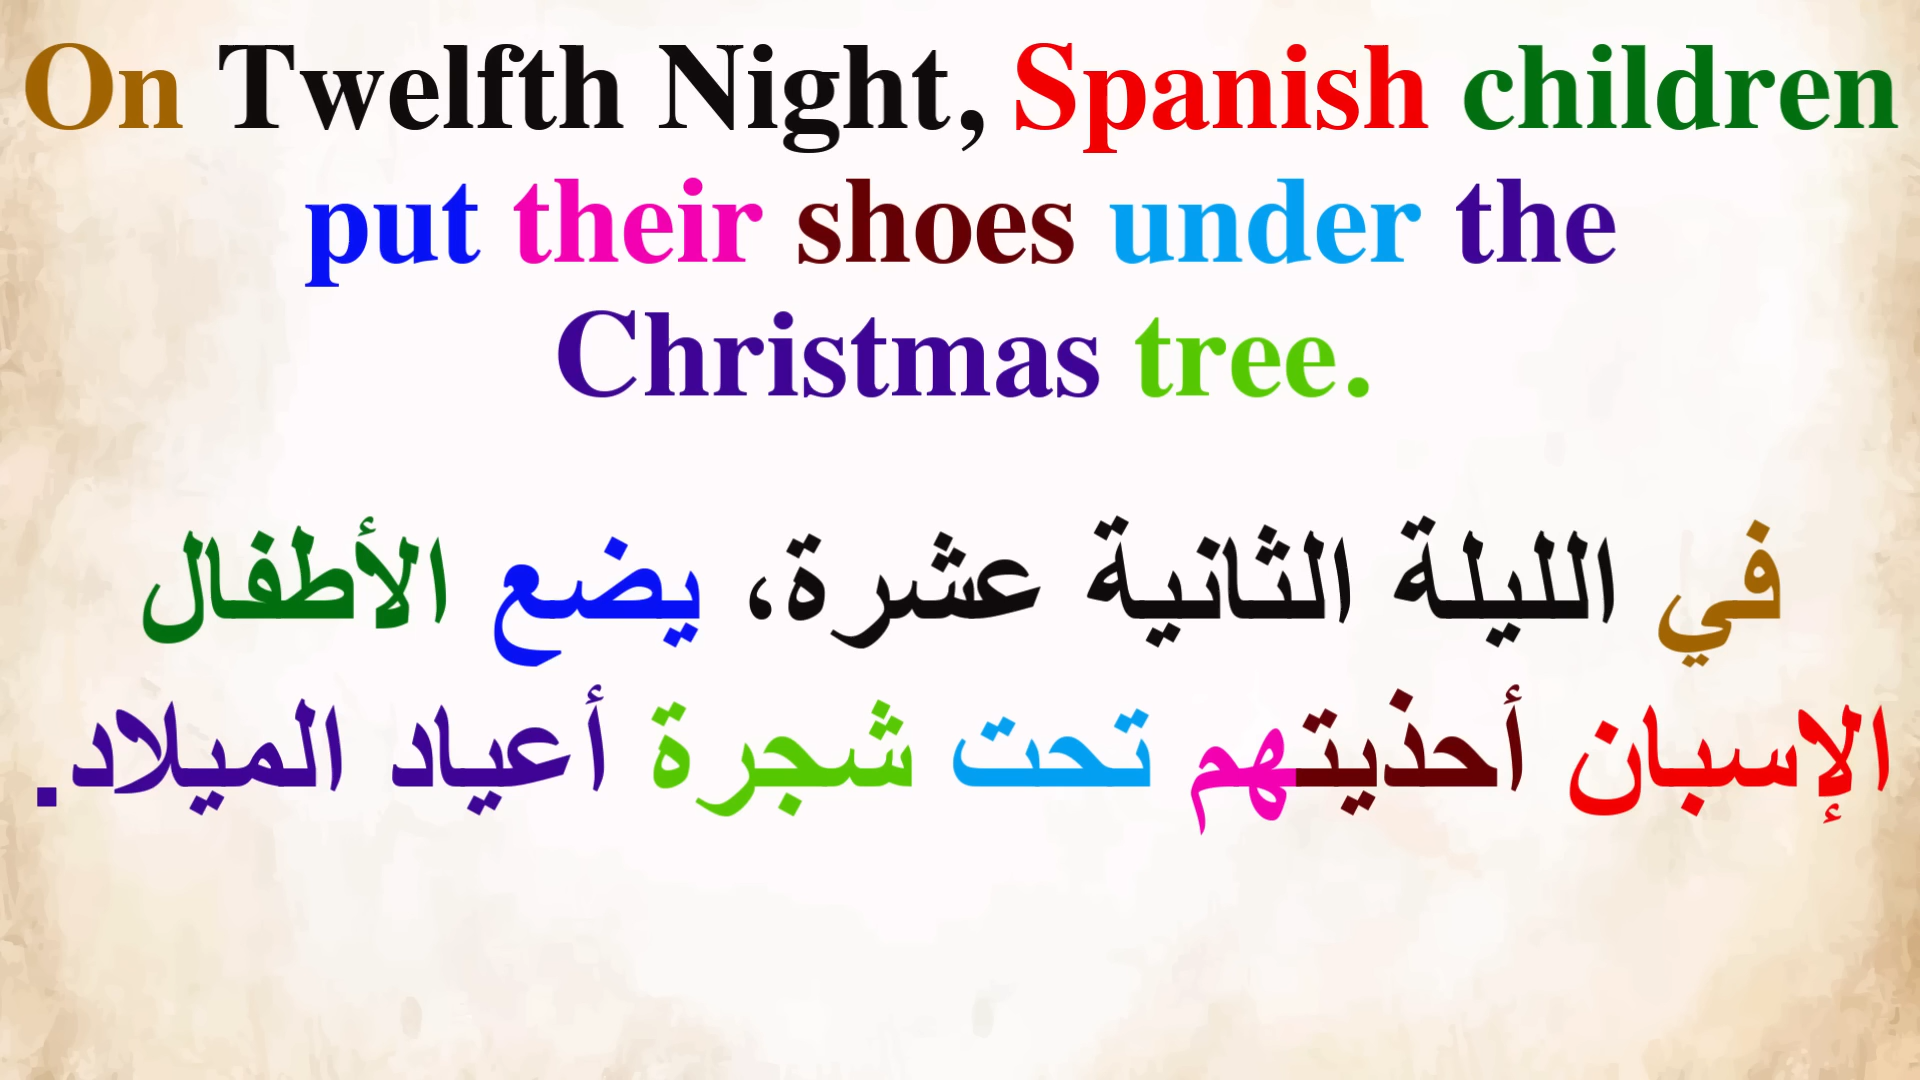 On Twelfth Night, Spanish children
put their shoes under the
Christmas tree.
في الليلة الثانية عشرة، يضع الأطفال
الإسبان أحذيتهم تحت شجرة أعياد الميلاد.